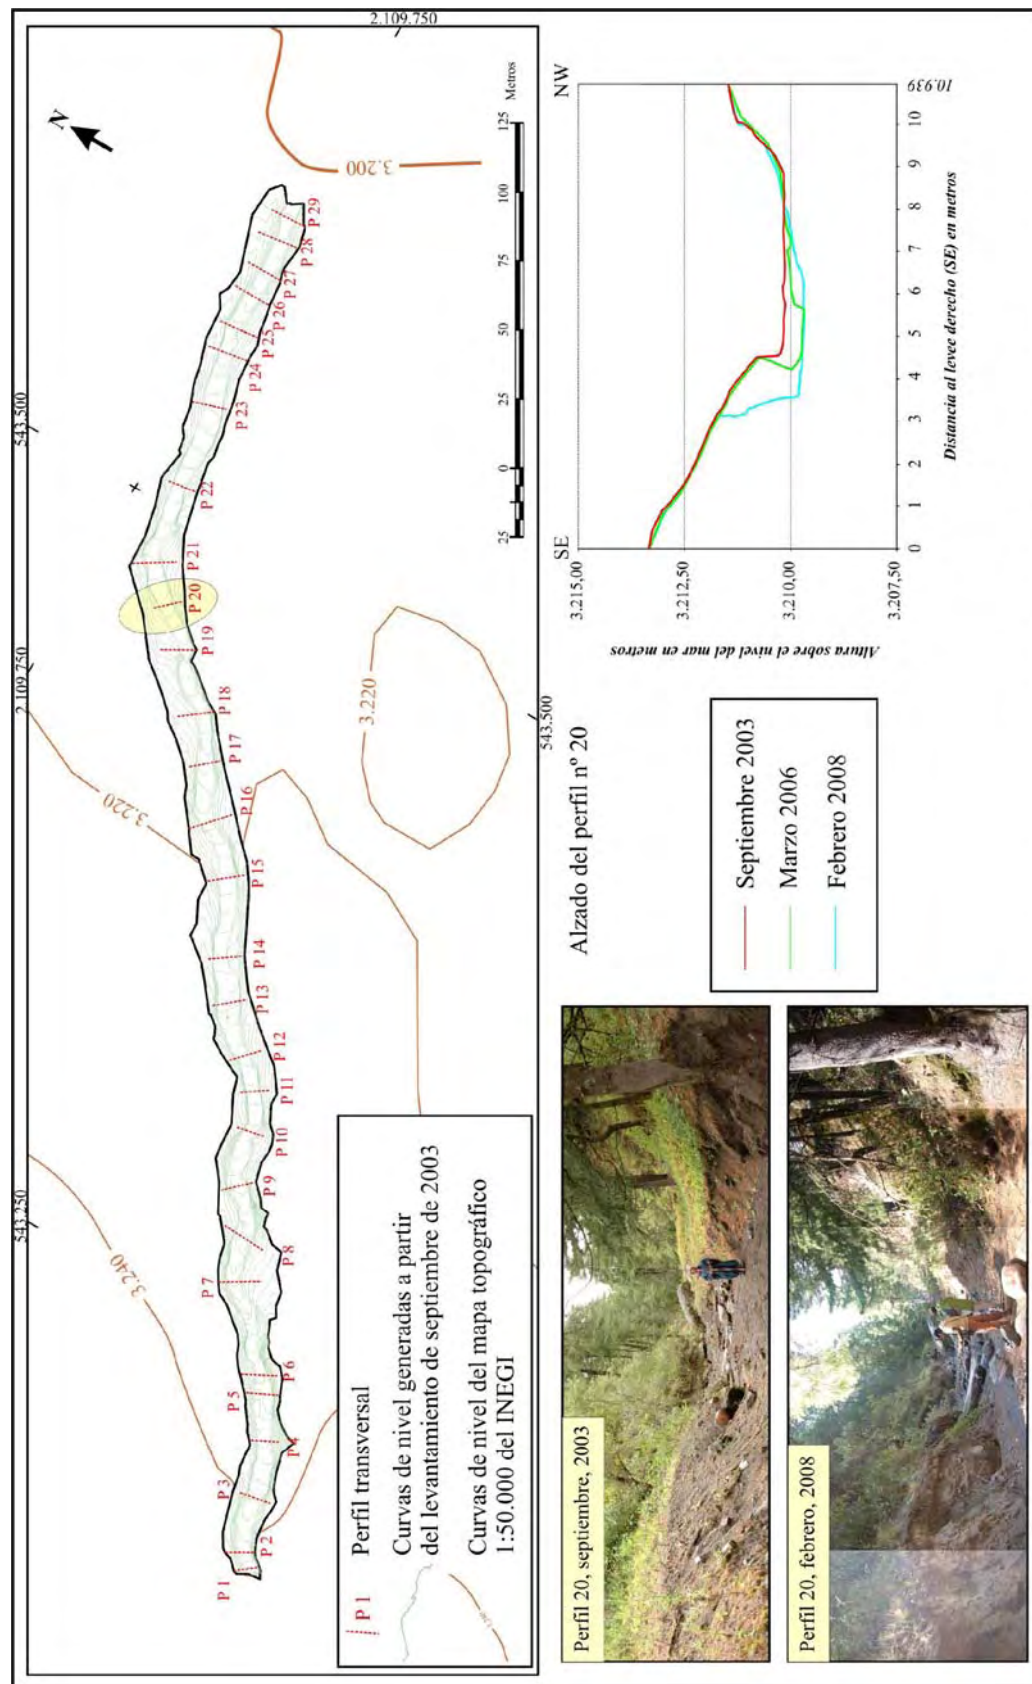 2.109.750
543.500
2.109.750
543.250
543.500
N
3.200
3.220
3.220
3.240
P 1
P 2
P 3
P 4
P 5
P 6
P 7
P 8
P 9
P 10
P 11
P 12
P 13
P 14
P 15
P 16
P 17
P 18
P 19
P 20
P 21
P 22
P 23
P 24
P 25
P 26
P 27
P 28
P 29
25
0
25
50
75
100
125
Metros
P 1
Perfil transversal
Curvas de nivel generadas a partir
del levantamiento de septiembre de 2003
Curvas de nivel del mapa topográfico
1:50.000 del INEGI
Perfil 20, septiembre, 2003
Perfil 20, febrero, 2008
Alzado del perfil nº 20
Septiembre 2003
Marzo 2006
Febrero 2008
SE
NW
3.215,00
3.212,50
3.210,00
3.207,50
Altura sobre el nivel del mar en metros
0
1
2
3
4
5
6
7
8
9
10
10.939
Distancia al levee derecho (SE) en metros